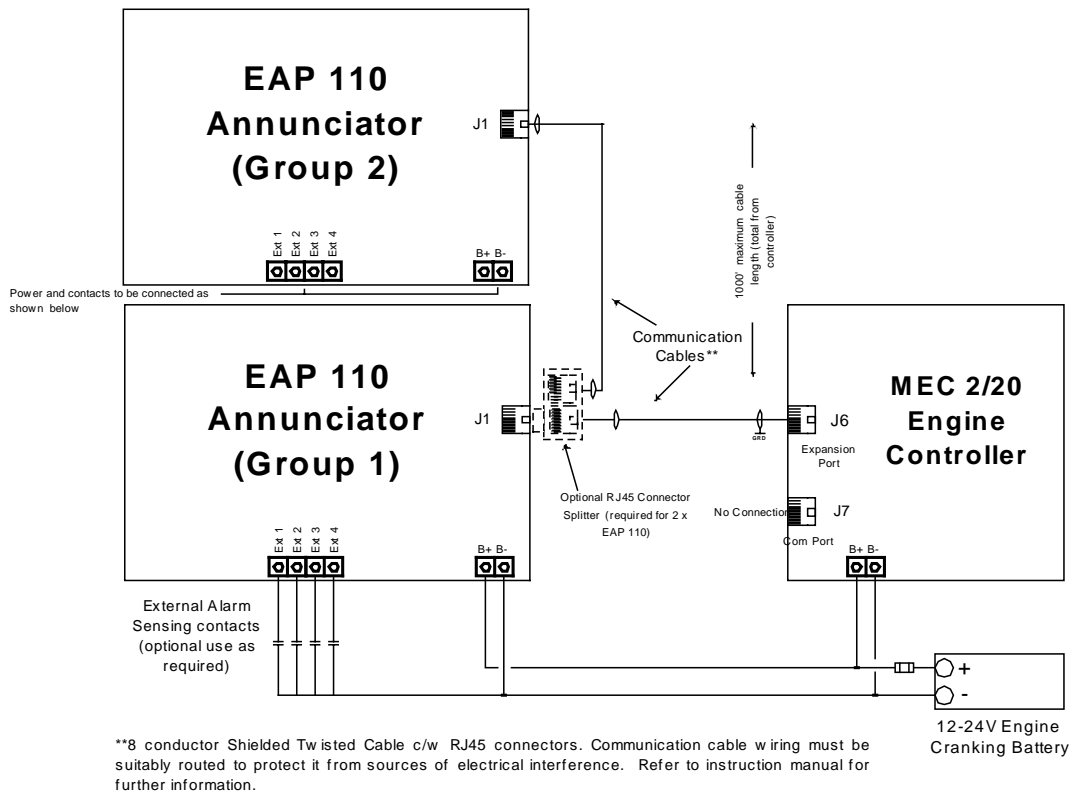 EAP 110
Annunciator
(Group 2)
J1
Ext 1
Ext 2
Ext 3
Ext 4
B+ B-
Power and contacts to be connected as
shown below
1000' maximum cable
length (total from
controller)
Communication
Cables**
EAP 110
Annunciator
(Group 1)
J1
Optional RJ45 Connector
Splitter (required for 2 x
EAP 110)
Ext 1
Ext 2
Ext 3
Ext 4
B+ B-
MEC 2/20
Engine
Controller
J6
Expansion
Port
GRD
No Connection
J7
Com Port
B+ B-
External Alarm
Sensing contacts
(optional use as
required)
+
-
12-24V Engine
Cranking Battery
**8 conductor Shielded Twisted Cable c/w RJ45 connectors. Communication cable wiring must be
suitably routed to protect it from sources of electrical interference. Refer to instruction manual for
further information.